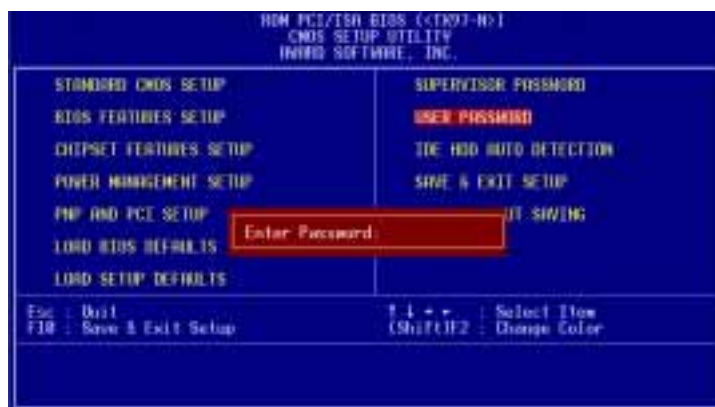 ROM PCI/ISA BIOS (<TX97-N>)
CMOS SETUP UTILITY
AWARD SOFTWARE, INC.
STANDARD CMOS SETUP
BIOS FEATURES SETUP
CHIPSET FEATURES SETUP
POWER MANAGEMENT SETUP
PNP AND PCI SETUP
LOAD BIOS DEFAULTS
LOAD SETUP DEFAULTS
SUPERVISOR PASSWORD
USER PASSWORD
IDE HDD AUTO DETECTION
SAVE & EXIT SETUP
UT SAVING
Enter Password:
Esc : Quit
F10 : Save & Exit Setup
↑ ↓ → ← : Select Item
(Shift)F2 : Change Color